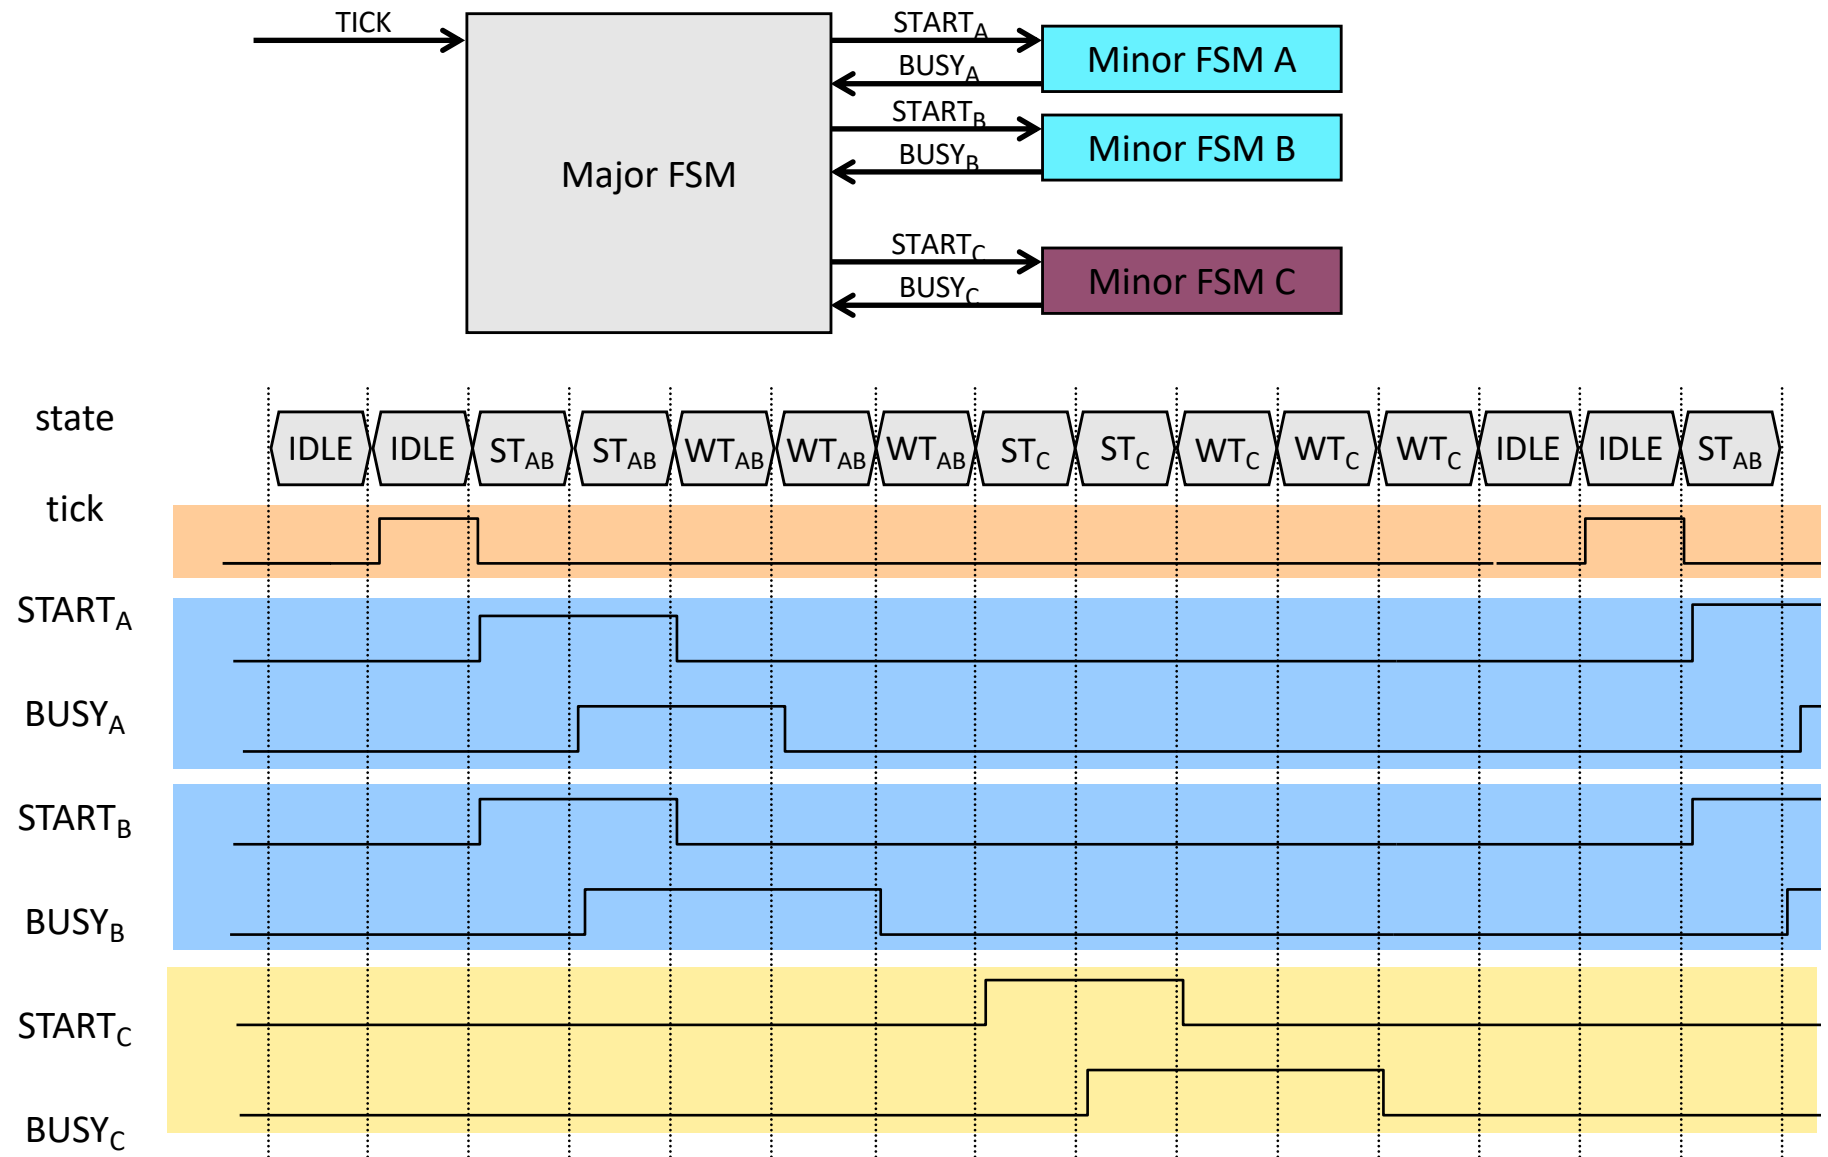 TICK
START_A
BUSY_A
START_B
BUSY_B
START_C
BUSY_C
Major FSM
Minor FSM A
Minor FSM B
Minor FSM C
state
IDLE IDLE ST_AB ST_AB WT_AB WT_AB WT_AB ST_C ST_C WT_C WT_C WT_C IDLE IDLE ST_AB
tick
START_A
BUSY_A
START_B
BUSY_B
START_C
BUSY_C